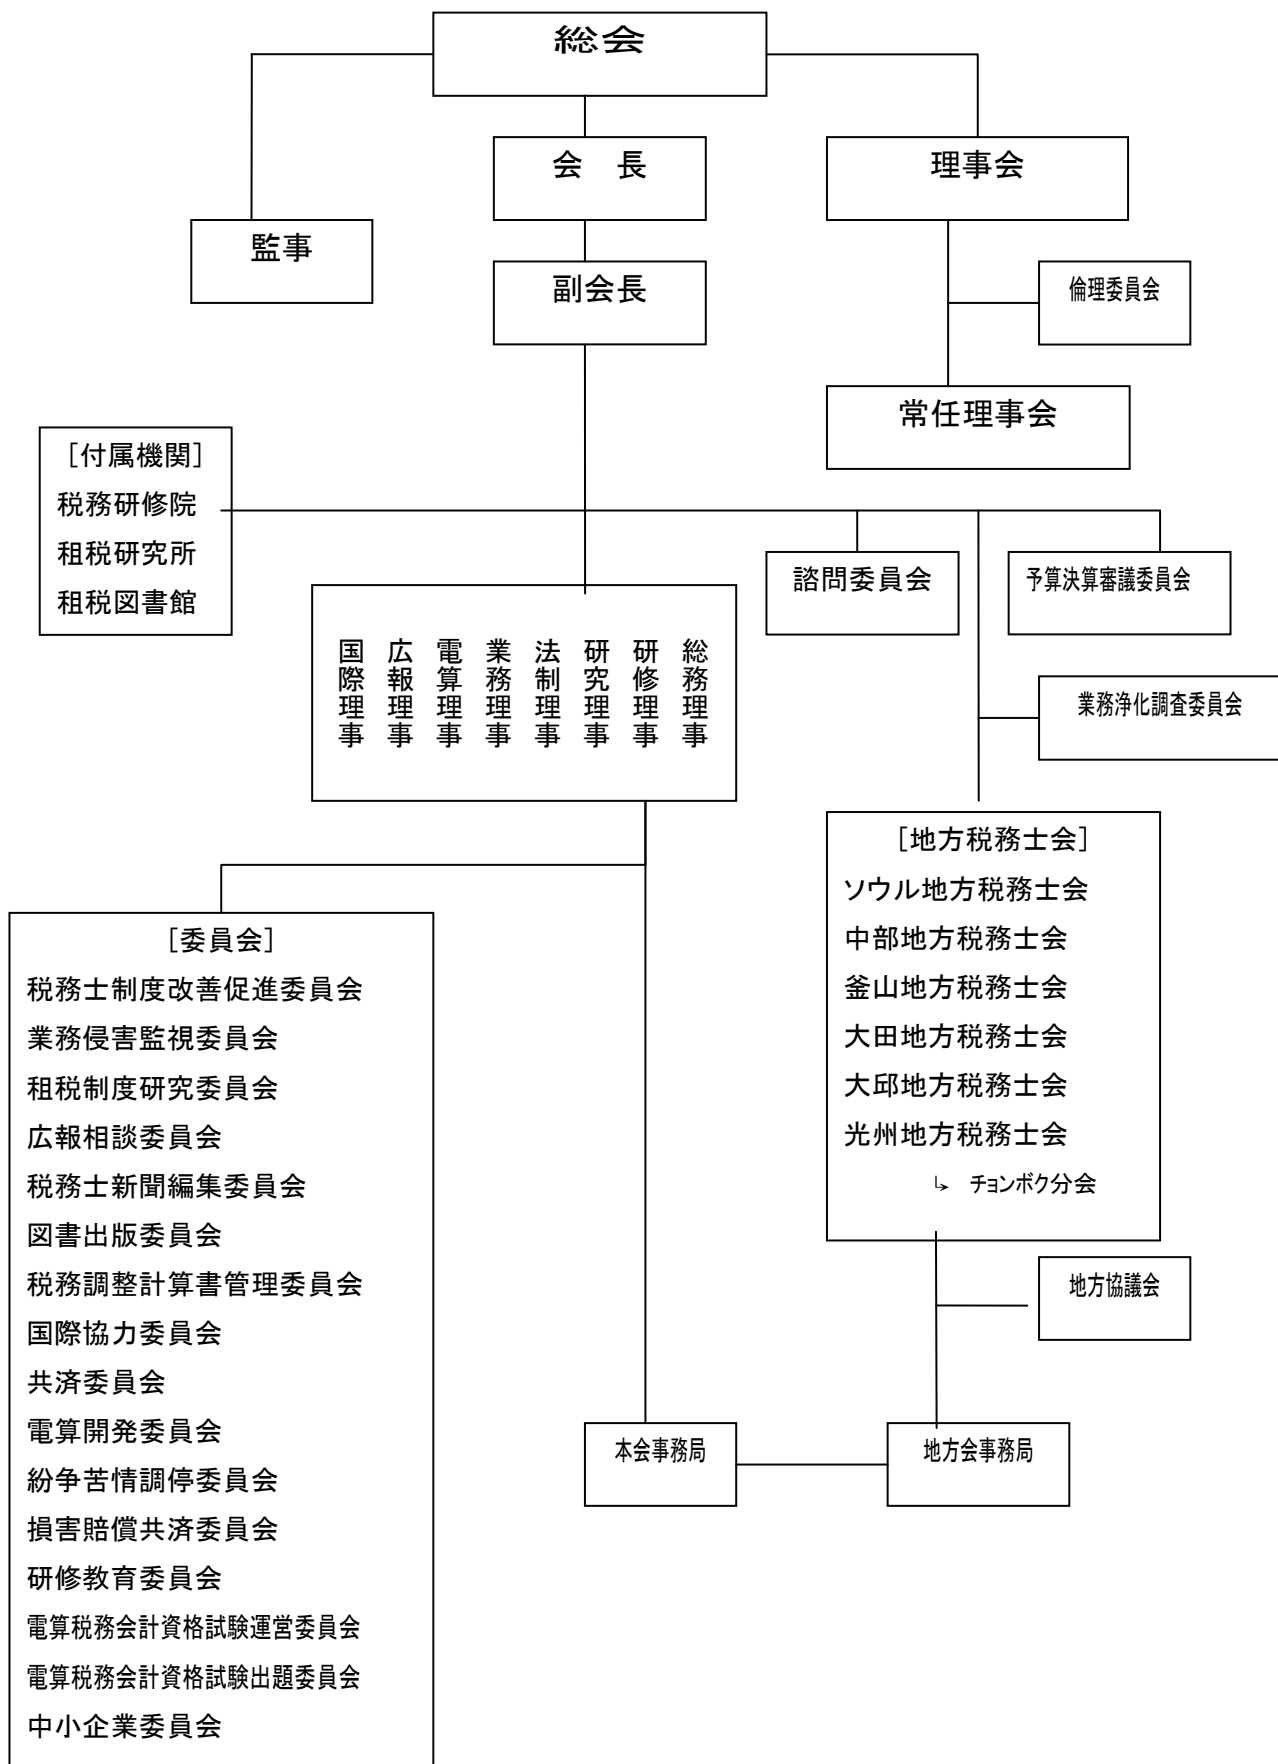 総会
会　長
理事会
監事
副会長
倫理委員会
常任理事会
［付属機関］
税務研修院
租税研究所
租税図書館
諮問委員会
予算決算審議委員会
国際理事
広報理事
電算理事
業務理事
法制理事
研究理事
研修理事
総務理事
業務浄化調査委員会
［地方税務士会］
ソウル地方税務士会
中部地方税務士会
釜山地方税務士会
大田地方税務士会
大邱地方税務士会
光州地方税務士会
↳ チョンボク分会
［委員会］
税務士制度改善促進委員会
業務侵害監視委員会
租税制度研究委員会
広報相談委員会
税務士新聞編集委員会
図書出版委員会
税務調整計算書管理委員会
国際協力委員会
共済委員会
電算開発委員会
紛争苦情調停委員会
損害賠償共済委員会
研修教育委員会
電算税務会計資格試験運営委員会
電算税務会計資格試験出題委員会
中小企業委員会
地方協議会
本会事務局
地方会事務局